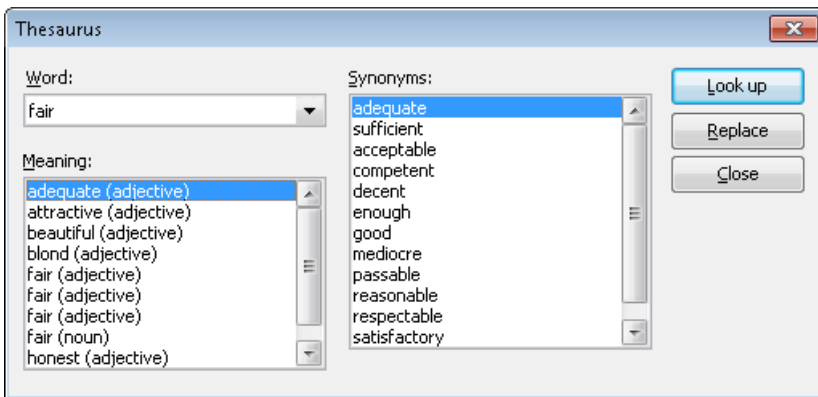 Thesaurus
Word:
fair
Meaning:
adequate (adjective)
attractive (adjective)
beautiful (adjective)
blond (adjective)
fair (adjective)
fair (adjective)
fair (adjective)
fair (noun)
honest (adjective)
Synonyms:
adequate
sufficient
acceptable
competent
decent
enough
good
mediocre
passable
reasonable
respectable
satisfactory
Look up
Replace
Close